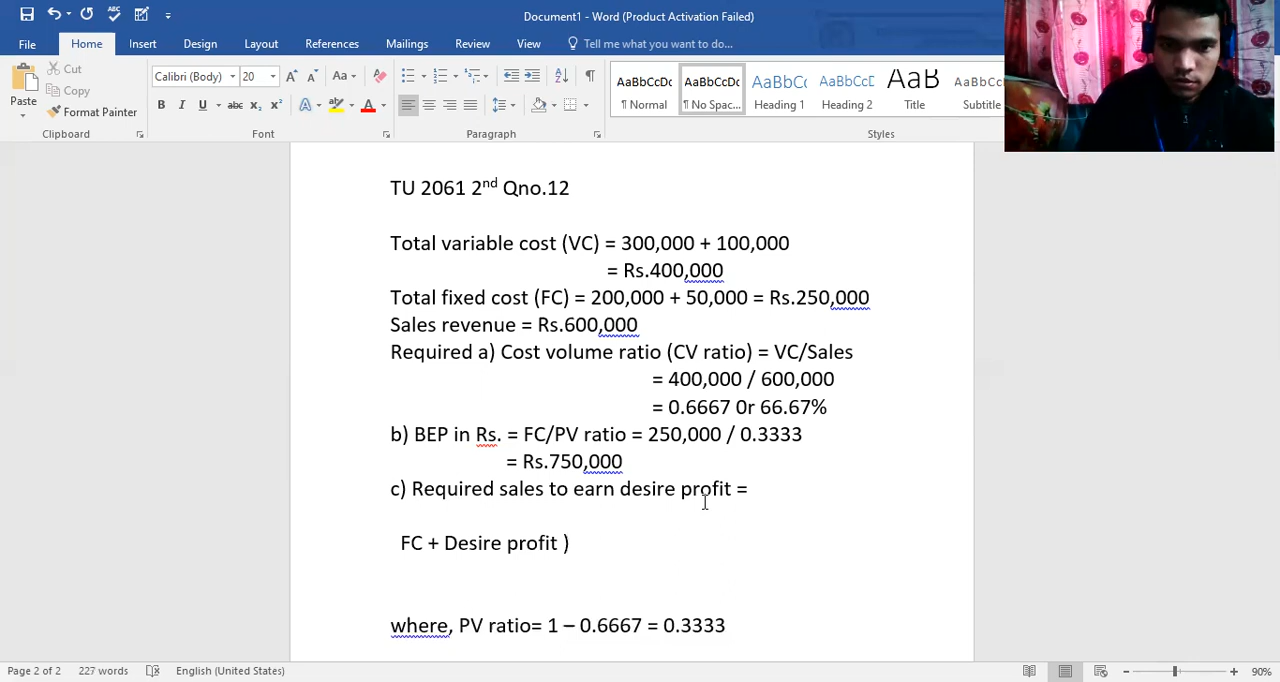 Document1 - Word (Product Activation Failed)
File Home Insert Design Layout References Mailings Review View Tell me what you want to do...
Paste
Cut
Copy
Format Painter
Clipboard
Calibri (Body) 20
Font
Paragraph
AaBbCcDc AaBbCcDc AaBbCc AaBbCcE AaB AaBbCcD
¶ Normal ¶ No Spac... Heading 1 Heading 2 Title Subtitle
Styles
TU 2061 2nd Qno.12
Total variable cost (VC) = 300,000 + 100,000
= Rs.400,000
Total fixed cost (FC) = 200,000 + 50,000 = Rs.250,000
Sales revenue = Rs.600,000
Required a) Cost volume ratio (CV ratio) = VC/Sales
= 400,000 / 600,000
= 0.6667 0r 66.67%
b) BEP in Rs. = FC/PV ratio = 250,000 / 0.3333
= Rs.750,000
c) Required sales to earn desire profit =
FC + Desire profit )
where, PV ratio= 1 – 0.6667 = 0.3333
Page 2 of 2 227 words English (United States) 90%